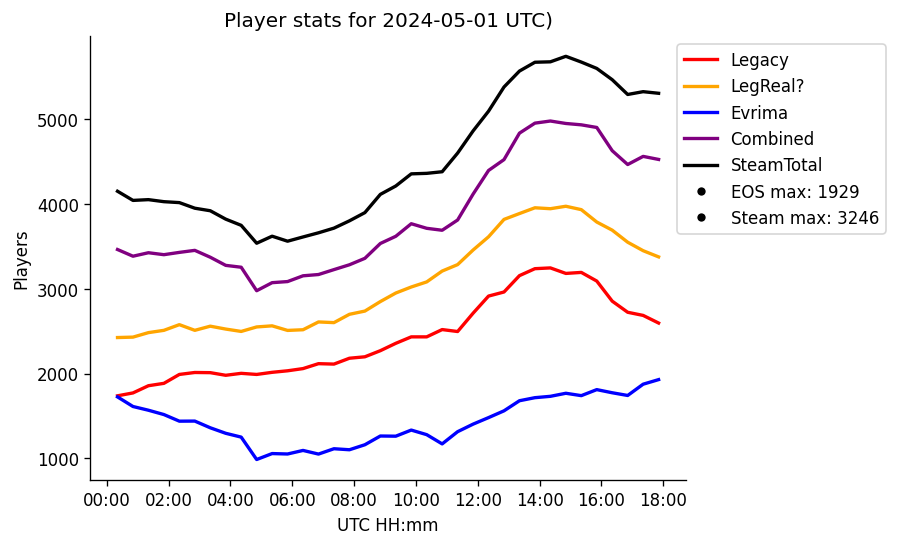 Player stats for 2024-05-01 UTC)
Legacy
LegReal?
Evrima
Combined
SteamTotal
EOS max: 1929
Steam max: 3246
Players
5000
4000
3000
2000
1000
00:00 02:00 04:00 06:00 08:00 10:00 12:00 14:00 16:00 18:00
UTC HH:mm